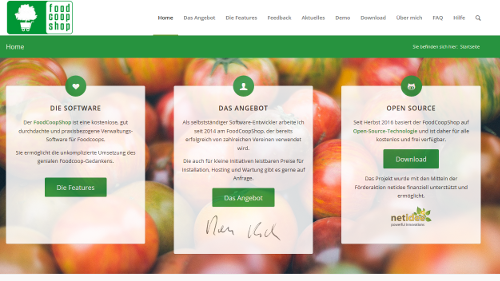 food
coop
shop
Home Das Angebot Die Features Feedback Aktuelles Demo Download Über mich FAQ Hilfe
Home
Sie befinden sich hier: Startseite
DIE SOFTWARE
Der FoodCoopShop ist eine kostenlose, gut
durchdachte und praxisbezogene Verwaltungs-
Software für Foodcoops.
Sie ermöglicht die unkomplizierte Umsetzung des
genialen Foodcoop-Gedankens.
Die Features
DAS ANGEBOT
Als selbstständiger Software-Entwickler arbeite ich
seit 2014 am FoodCoopShop, der bereits
erfolgreich von zahlreichen Vereinen verwendet
wird.
Die auch für kleine Initiativen leistbaren Preise für
Installation, Hosting und Wartung gibt es gerne auf
Anfrage.
Das Angebot
OPEN SOURCE
Seit Herbst 2016 basiert der FoodCoopShop auf
Open-Source-Technologie und ist daher für alle
kostenlos und frei verfügbar.
Download
Das Projekt wurde mit den Mitteln der
Förderaktion netidee finanziell unterstützt und
ermöglicht.
netidee
powerful innovations